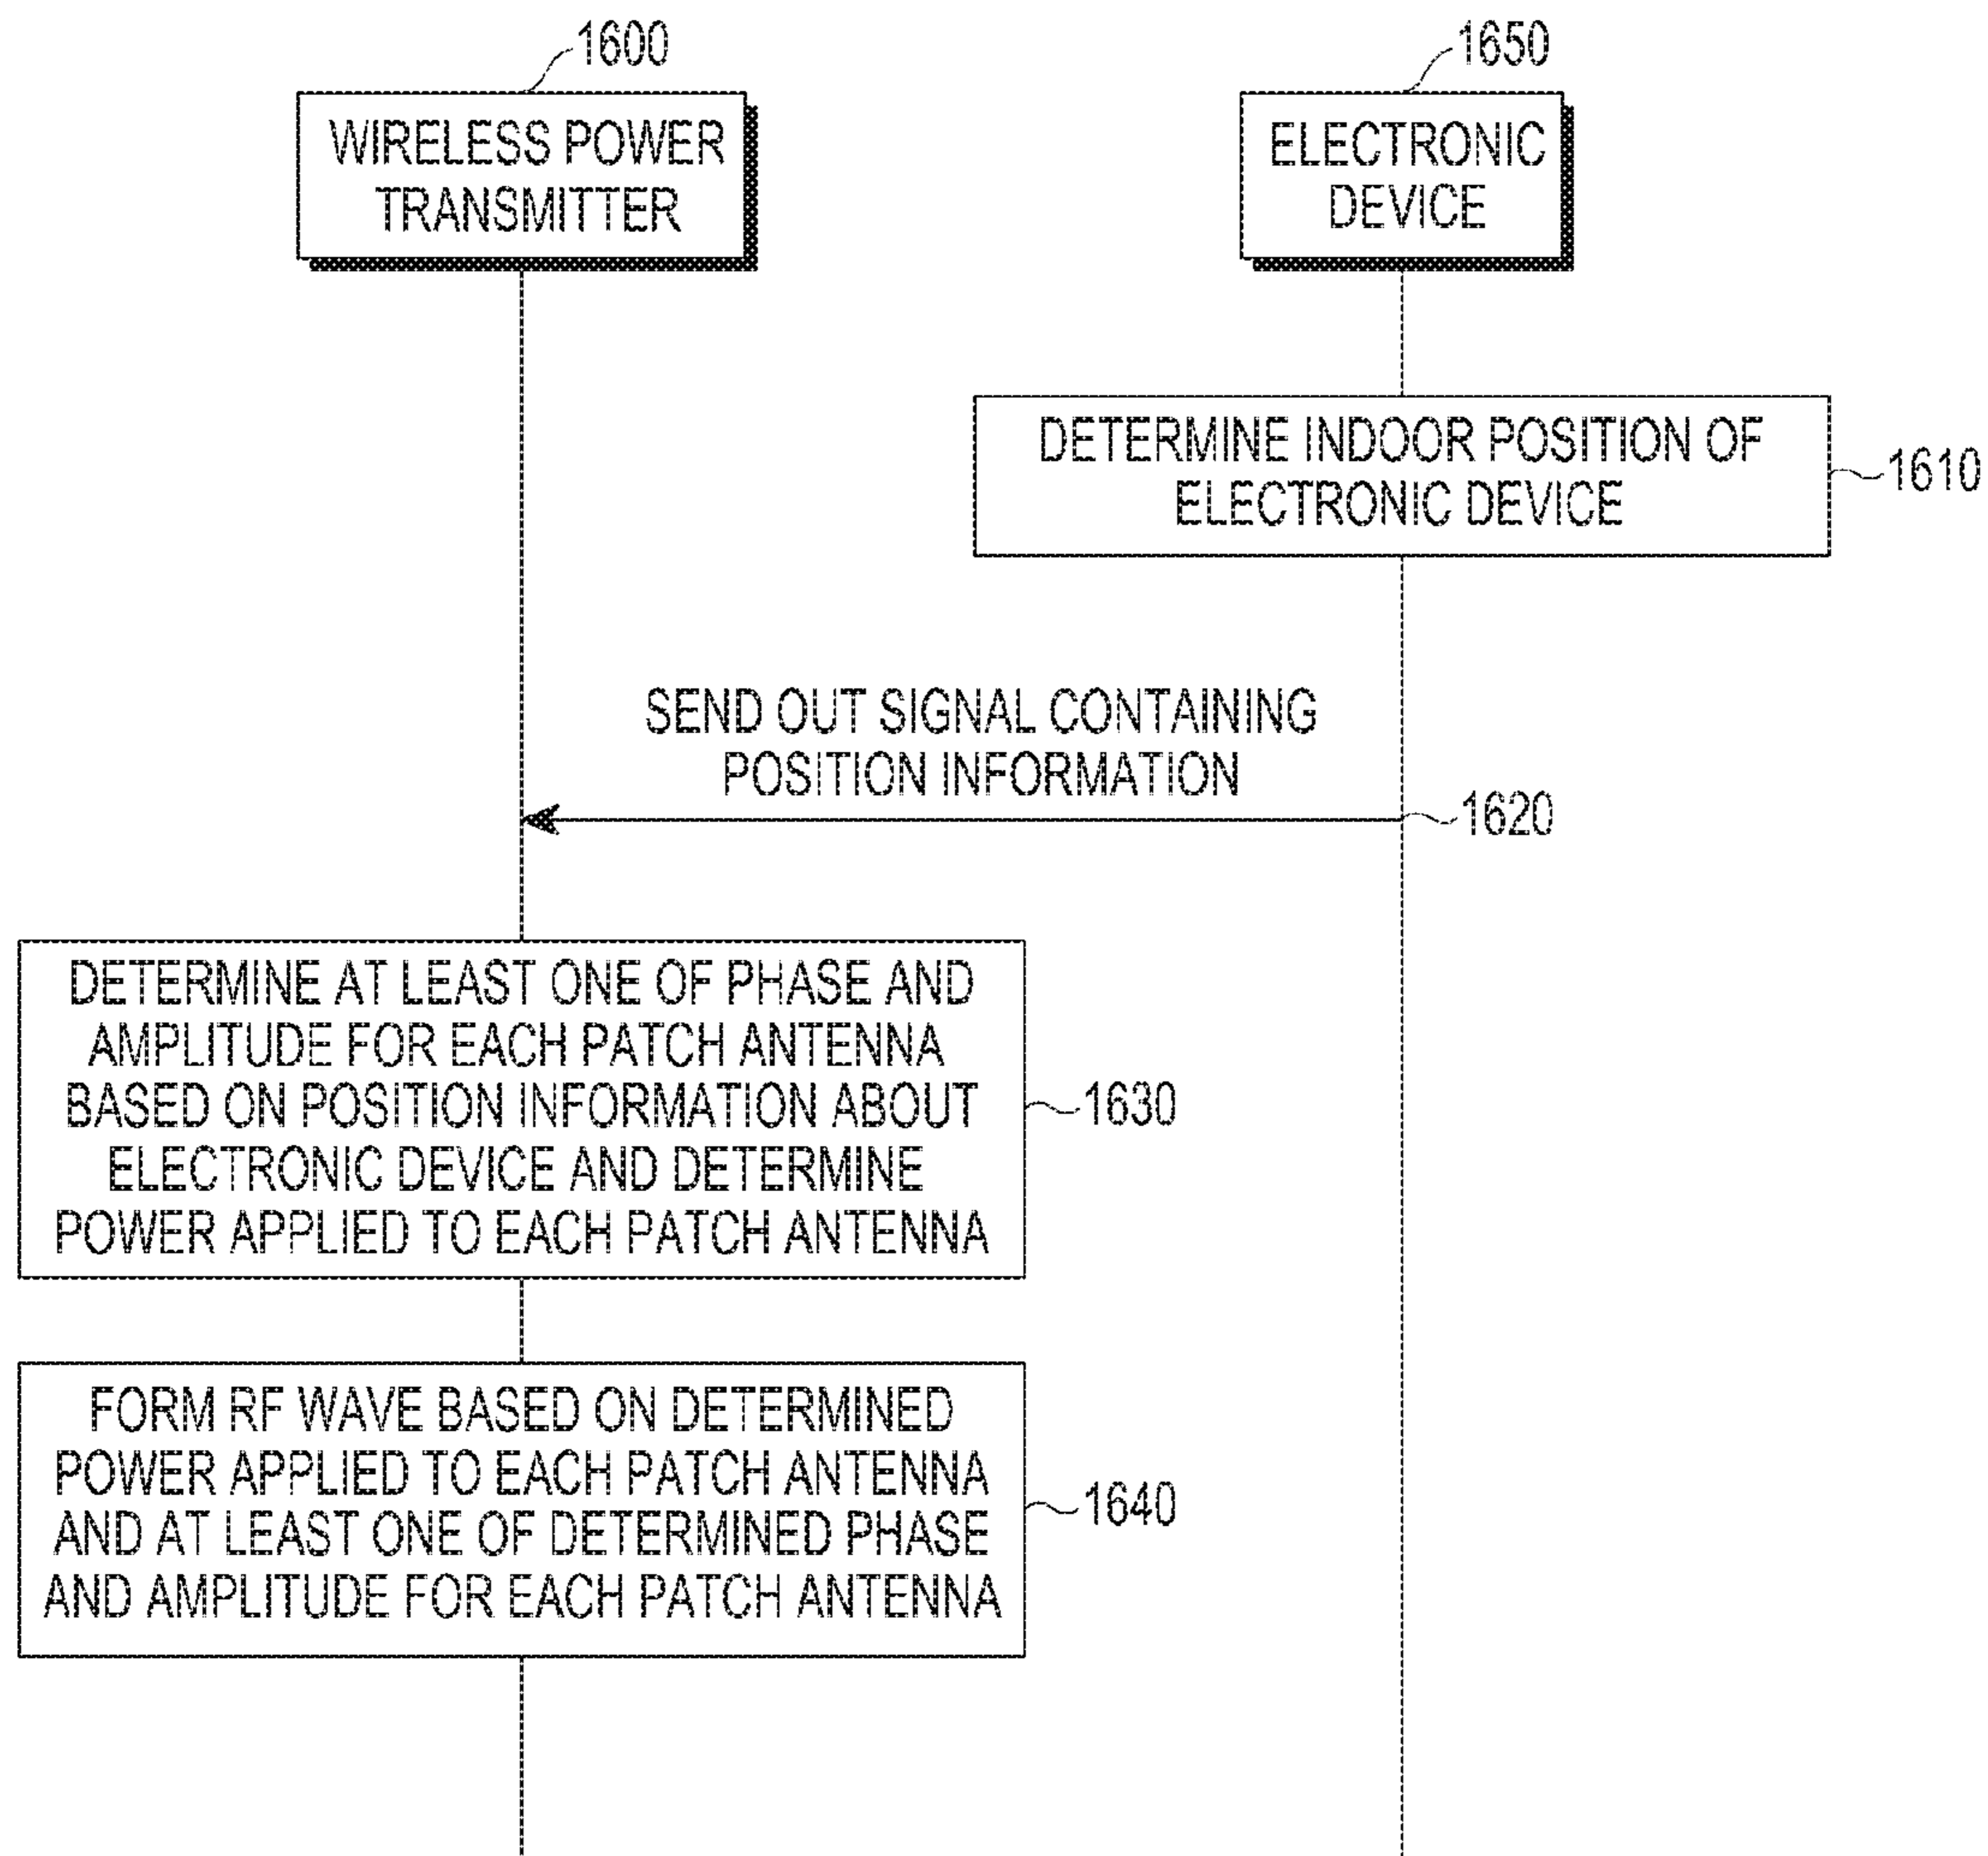 1600
1650
WIRELESS POWER
TRANSMITTER
ELECTRONIC
DEVICE
DETERMINE INDOOR POSITION OF
ELECTRONIC DEVICE
1610
SEND OUT SIGNAL CONTAINING
POSITION INFORMATION
1620
DETERMINE AT LEAST ONE OF PHASE AND
AMPLITUDE FOR EACH PATCH ANTENNA
BASED ON POSITION INFORMATION ABOUT
ELECTRONIC DEVICE AND DETERMINE
POWER APPLIED TO EACH PATCH ANTENNA
1630
FORM RF WAVE BASED ON DETERMINED
POWER APPLIED TO EACH PATCH ANTENNA
AND AT LEAST ONE OF DETERMINED PHASE
AND AMPLITUDE FOR EACH PATCH ANTENNA
1640